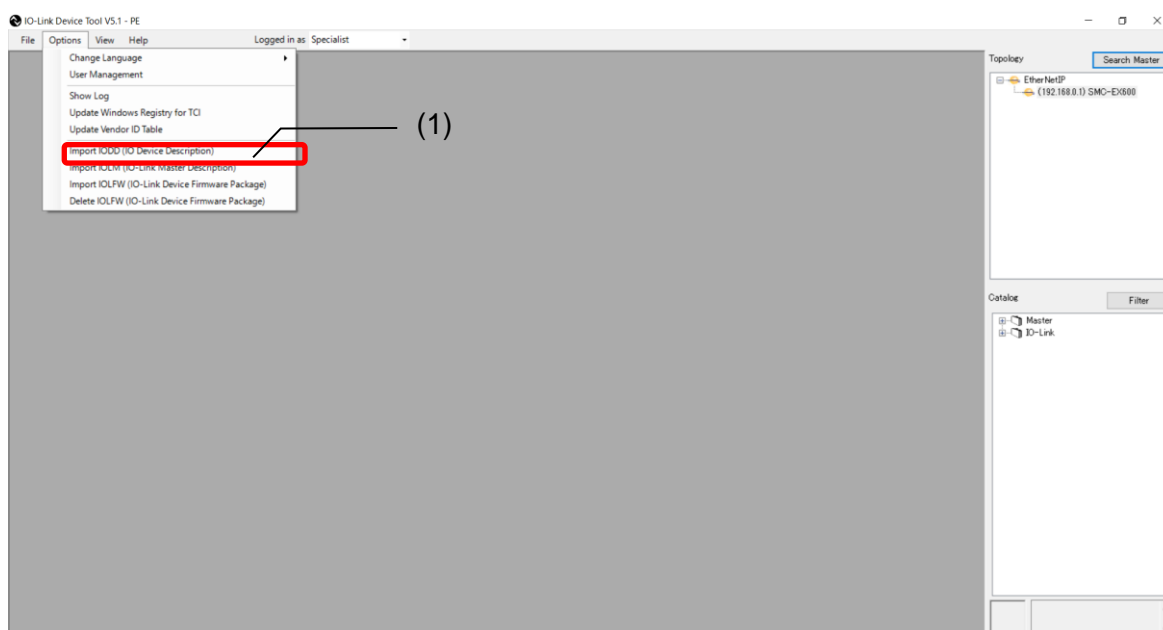 IO-Link Device Tool V5.1 - PE
File Options View Help Logged in as Specialist
Change Language
User Management
Show Log
Update Windows Registry for TCI
Update Vendor ID Table
Import IODD (IO Device Description)
Import IOLM (IO-Link Master Description)
Import IOLFW (IO-Link Device Firmware Package)
Delete IOLFW (IO-Link Device Firmware Package)
(1)
Topology Search Master
EtherNetIP
(192.168.0.1) SMC-EX600
Catalog Filter
Master
IO-Link